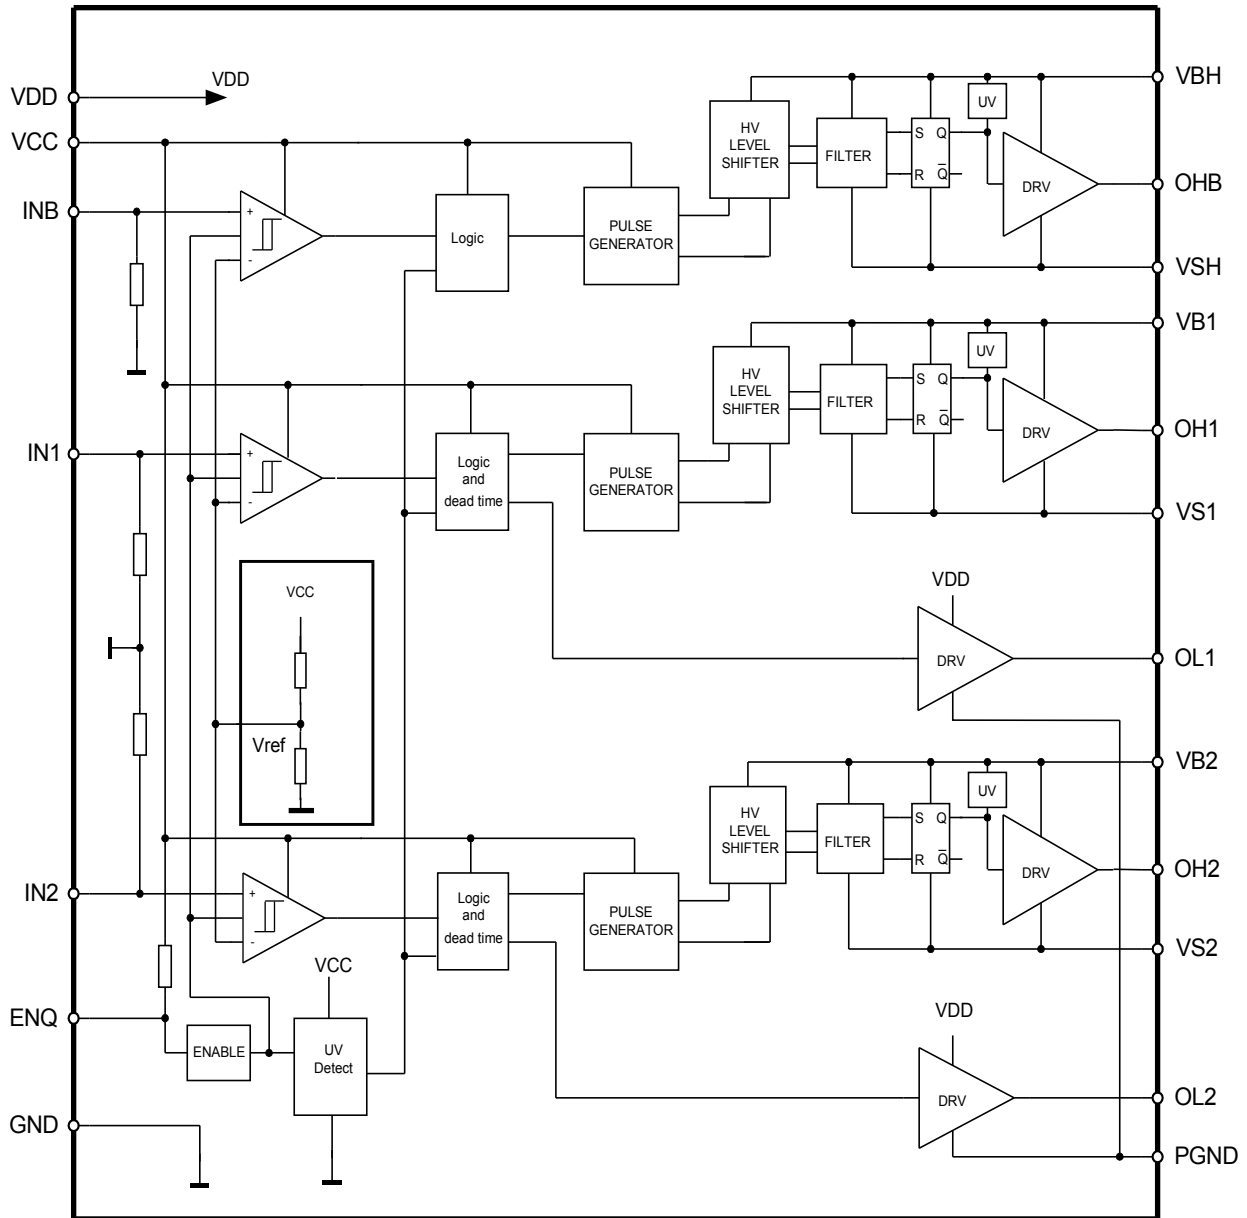 VDD
VDD
VCC
INB
+
-
Logic
PULSE
GENERATOR
HV
LEVEL
SHIFTER
FILTER
S Q
R Q̅
UV
DRV
VBH
OHB
VSH
IN1
+
-
Logic
and
dead time
PULSE
GENERATOR
HV
LEVEL
SHIFTER
FILTER
S Q
R Q̅
UV
DRV
VB1
OH1
VS1
VCC
Vref
VDD
DRV
OL1
IN2
+
-
Logic
and
dead time
PULSE
GENERATOR
HV
LEVEL
SHIFTER
FILTER
S Q
R Q̅
UV
DRV
VB2
OH2
VS2
ENQ
ENABLE
VCC
UV
Detect
GND
VDD
DRV
OL2
PGND